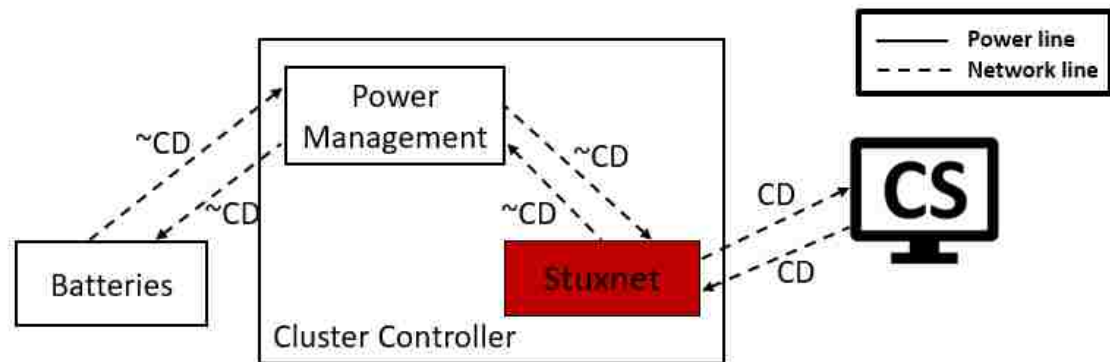 Power line
Network line
Power
Management
~CD
~CD
~CD
~CD
CD
CS
Batteries
Stuxnet
CD
Cluster Controller